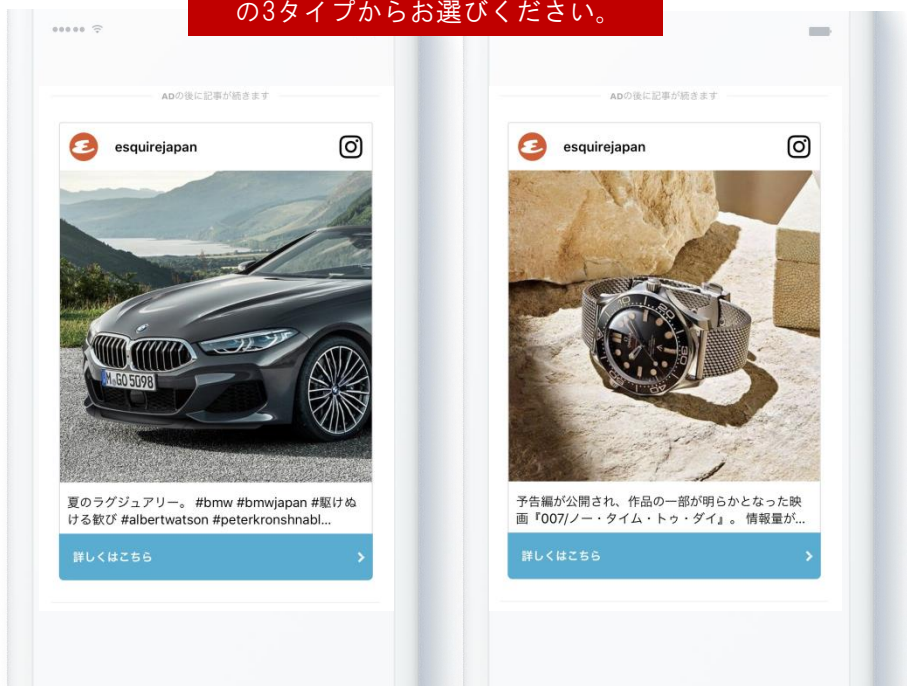 の3タイプからお選びください。
ADの後に記事が続きます
esquirejapan
M GO 5098
夏のラグジュアリー。 #bmw #bmwjapan #駆けぬ
ける歓び #albertwatson #peterkronshnabl...
詳しくはこちら
ADの後に記事が続きます
esquirejapan
予告編が公開され、作品の一部が明らかとなった映
画『007/ノー・タイム・トゥ・ダイ』。 情報量が...
詳しくはこちら